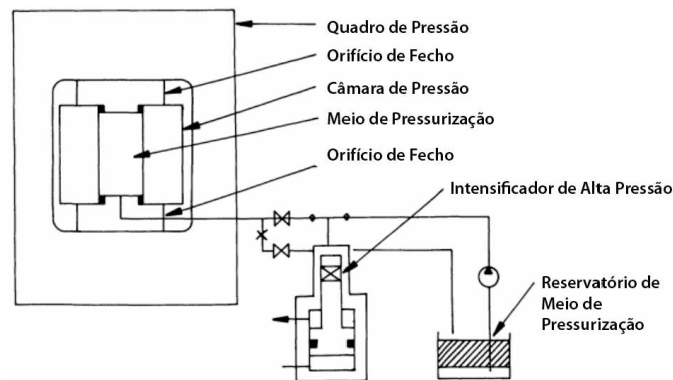 Quadro de Pressão
Orifício de Fecho
Câmara de Pressão
Meio de Pressurização
Orifício de Fecho
Intensificador de Alta Pressão
Reservatório de
Meio de
Pressurização